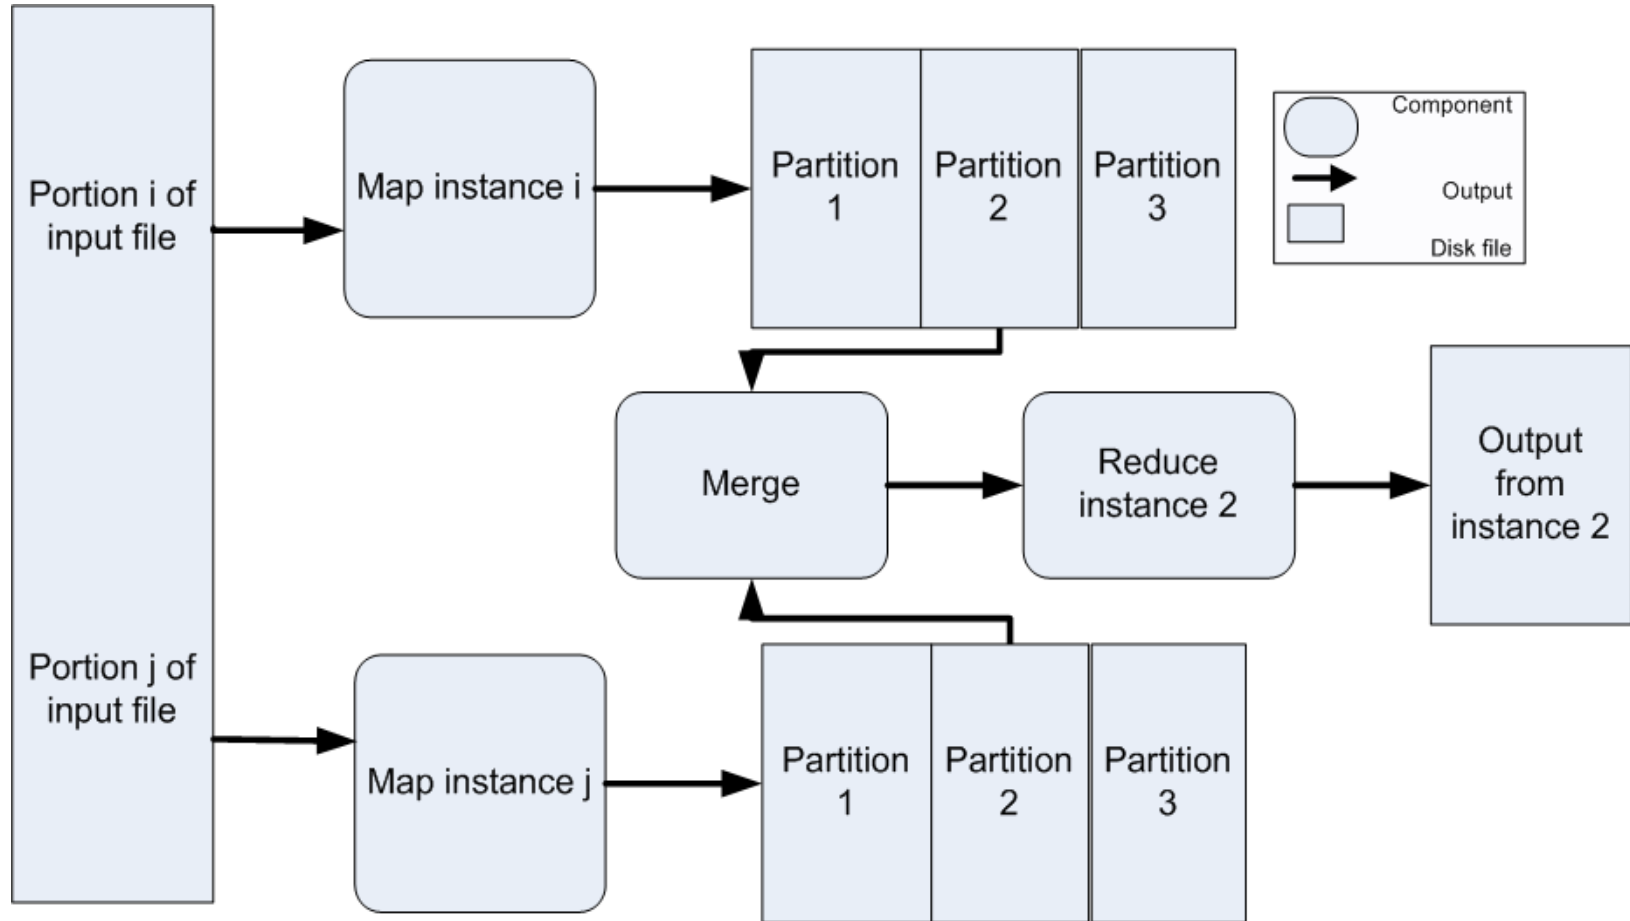 Portion i of
input file
Map instance i
Partition
1
Partition
2
Partition
3
Component
Output
Disk file
Merge
Reduce
instance 2
Output
from
instance 2
Portion j of
input file
Map instance j
Partition
1
Partition
2
Partition
3